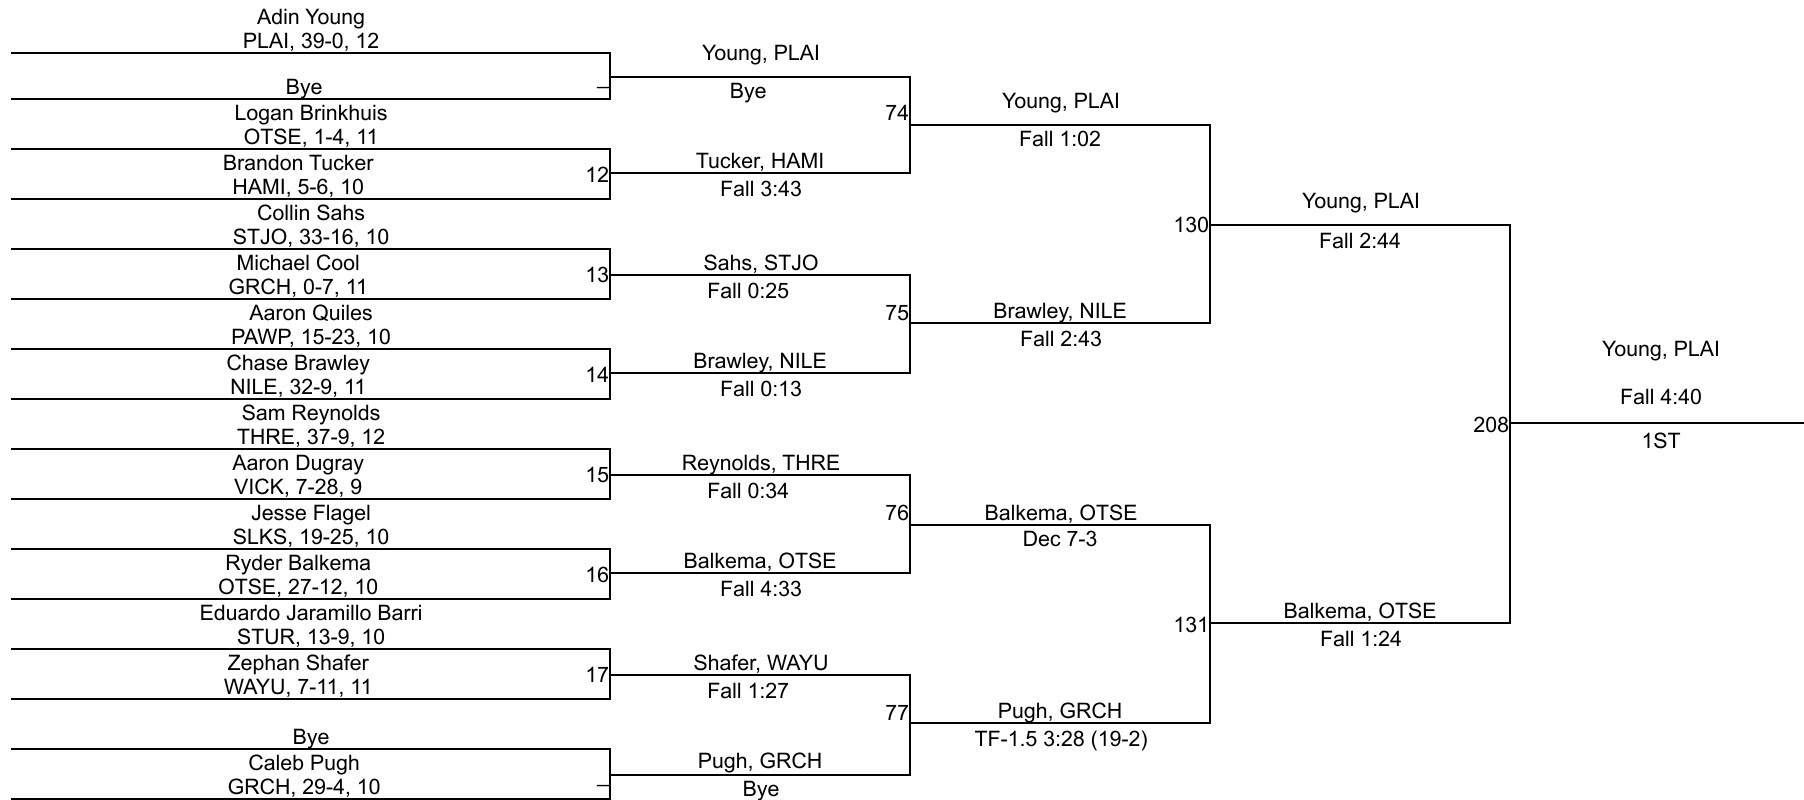 Adin Young
PLAI, 39-0, 12
Bye
Logan Brinkhuis
OTSE, 1-4, 11
Brandon Tucker
HAMI, 5-6, 10
Collin Sahs
STJO, 33-16, 10
Michael Cool
GRCH, 0-7, 11
Aaron Quiles
PAWP, 15-23, 10
Chase Brawley
NILE, 32-9, 11
Sam Reynolds
THRE, 37-9, 12
Aaron Dugray
VICK, 7-28, 9
Jesse Flagel
SLKS, 19-25, 10
Ryder Balkema
OTSE, 27-12, 10
Eduardo Jaramillo Barri
STUR, 13-9, 10
Zephan Shafer
WAYU, 7-11, 11
Bye
Caleb Pugh
GRCH, 29-4, 10
–
12
13
14
15
16
17
–
Young, PLAI
Bye
Tucker, HAMI
Fall 3:43
Sahs, STJO
Fall 0:25
Brawley, NILE
Fall 0:13
Reynolds, THRE
Fall 0:34
Balkema, OTSE
Fall 4:33
Shafer, WAYU
Fall 1:27
Pugh, GRCH
Bye
74
75
76
77
Young, PLAI
Fall 1:02
Brawley, NILE
Fall 2:43
Balkema, OTSE
Dec 7-3
Pugh, GRCH
TF-1.5 3:28 (19-2)
130
131
Young, PLAI
Fall 2:44
Balkema, OTSE
Fall 1:24
208
Young, PLAI
Fall 4:40
1ST